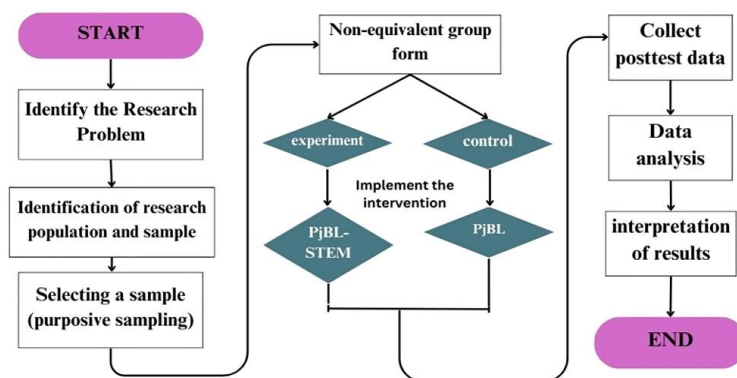 START
Identify the Research
Problem
Identification of research
population and sample
Selecting a sample
(purposive sampling)
Non-equivalent group
form
experiment
control
Implement the
intervention
PjBL-
STEM
PjBL
Collect
posttest data
Data
analysis
interpretation
of results
END